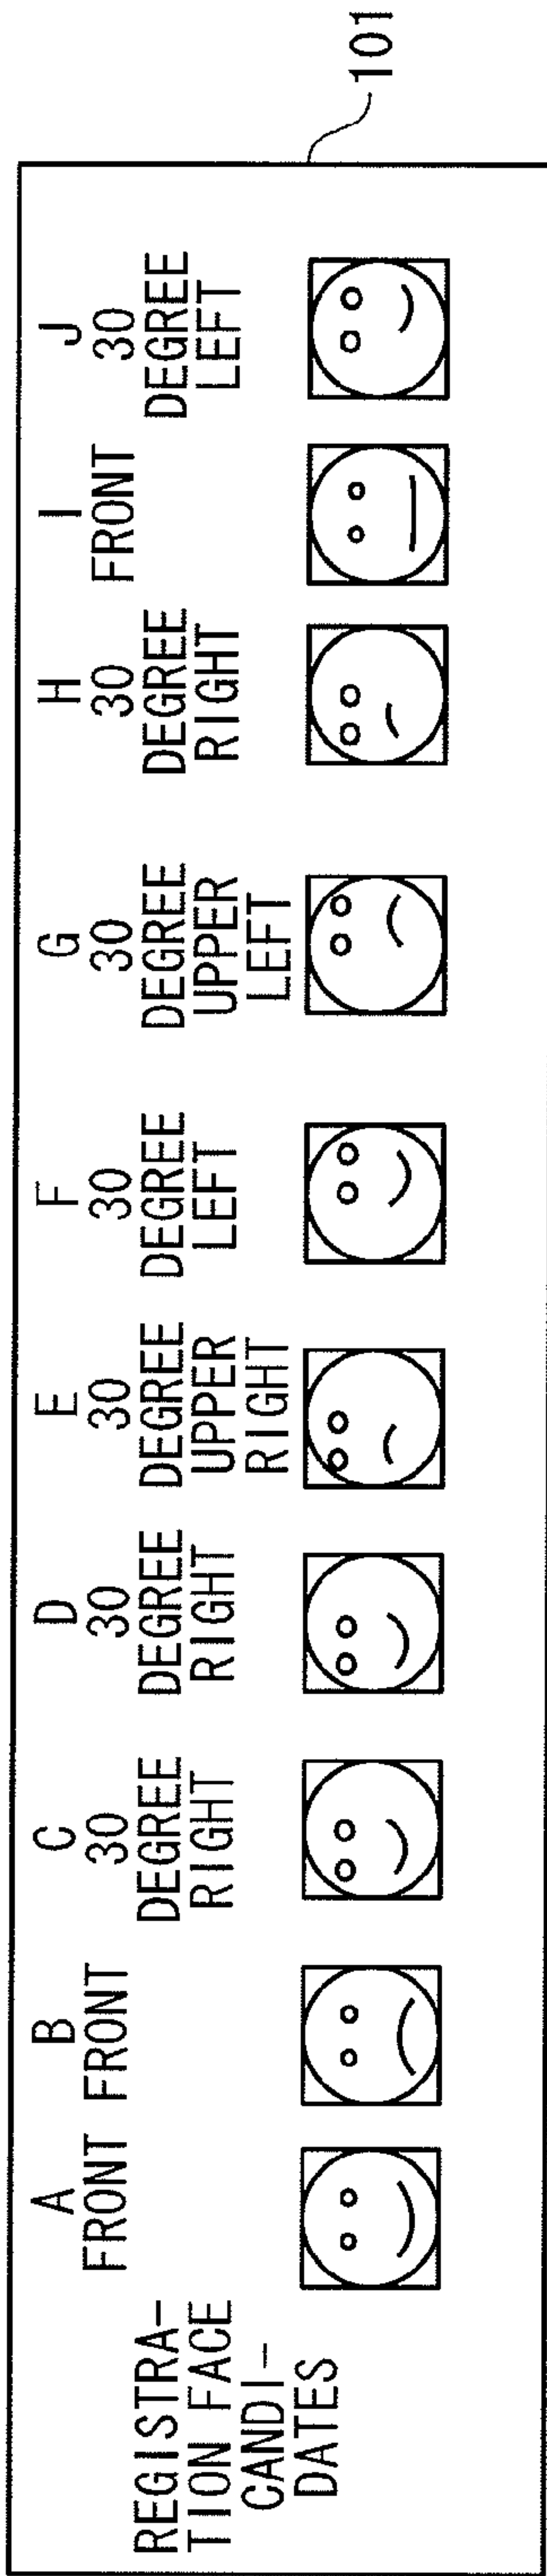 101
REGISTRA-
TION FACE
CANDI-
DATES
A
FRONT
B
FRONT
C
30
DEGREE
RIGHT
D
30
DEGREE
RIGHT
E
30
DEGREE
UPPER
RIGHT
F
30
DEGREE
LEFT
G
30
DEGREE
UPPER
LEFT
H
30
DEGREE
RIGHT
I
FRONT
J
30
DEGREE
LEFT